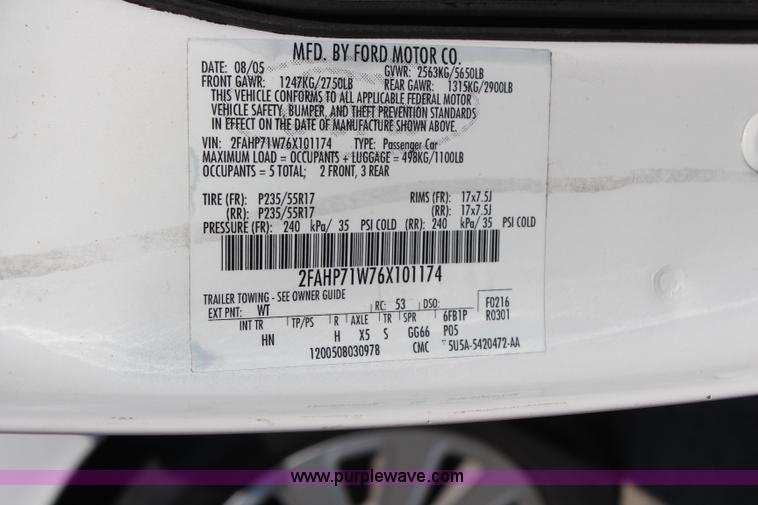 MFD. BY FORD MOTOR CO.
DATE: 08/05 GVWR: 2563KG/5650LB
FRONT GAWR: 1247KG/2750LB REAR GAWR: 1315KG/2900LB
THIS VEHICLE CONFORMS TO ALL APPLICABLE FEDERAL MOTOR
VEHICLE SAFETY, BUMPER, AND THEFT PREVENTION STANDARDS
IN EFFECT ON THE DATE OF MANUFACTURE SHOWN ABOVE.
VIN: 2FAHP71W76X101174 TYPE: Passenger Car
MAXIMUM LOAD = OCCUPANTS + LUGGAGE = 498KG/1100LB
OCCUPANTS = 5 TOTAL; 2 FRONT, 3 REAR
TIRE (FR): P235/55R17 RIMS (FR): 17x7.5J
(RR): P235/55R17 (RR): 17x7.5J
PRESSURE (FR): 240 kPa/ 35 PSI COLD (RR): 240 kPa/ 35 PSI COLD
2FAHP71W76X101174
TRAILER TOWING - SEE OWNER GUIDE
EXT PNT: WT RC: 53 DSO: F0216
INT TR TP/PS R AXLE TR SPR 6FB1P R0301
HN H X5 S GG66 P05
1200508030978 CMC 5U5A-5420472-AA
www.purplewave.com